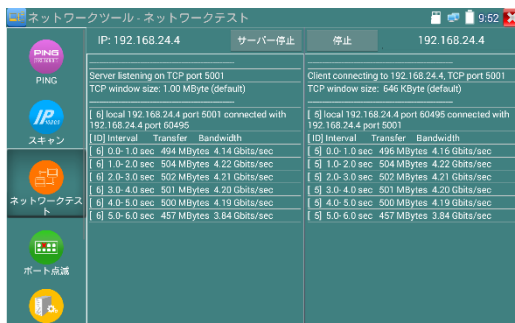 ネットワークツール - ネットワークテスト
9:52
PING
PING
IP: 192.168.24.4
サーバー停止
停止
192.168.24.4
Server listening on TCP port 5001
TCP window size: 1.00 MByte (default)
[ 6] local 192.168.24.4 port 5001 connected with
192.168.24.4 port 60495
[ID] Interval Transfer Bandwidth
[ 6] 0.0- 1.0 sec 494 MBytes 4.14 Gbits/sec
[ 6] 1.0- 2.0 sec 504 MBytes 4.22 Gbits/sec
[ 6] 2.0- 3.0 sec 502 MBytes 4.21 Gbits/sec
[ 6] 3.0- 4.0 sec 501 MBytes 4.20 Gbits/sec
[ 6] 4.0- 5.0 sec 500 MBytes 4.19 Gbits/sec
[ 6] 5.0- 6.0 sec 457 MBytes 3.84 Gbits/sec
Client connecting to 192.168.24.4, TCP port 5001
TCP window size: 646 KByte (default)
[ 5] local 192.168.24.4 port 60495 connected with
192.168.24.4 port 5001
[ID] Interval Transfer Bandwidth
[ 5] 0.0- 1.0 sec 496 MBytes 4.16 Gbits/sec
[ 5] 1.0- 2.0 sec 504 MBytes 4.22 Gbits/sec
[ 5] 2.0- 3.0 sec 502 MBytes 4.21 Gbits/sec
[ 5] 3.0- 4.0 sec 501 MBytes 4.20 Gbits/sec
[ 5] 4.0- 5.0 sec 500 MBytes 4.19 Gbits/sec
[ 5] 5.0- 6.0 sec 457 MBytes 3.84 Gbits/sec
IP
スキャン
ネットワークテス
ト
ポート点滅